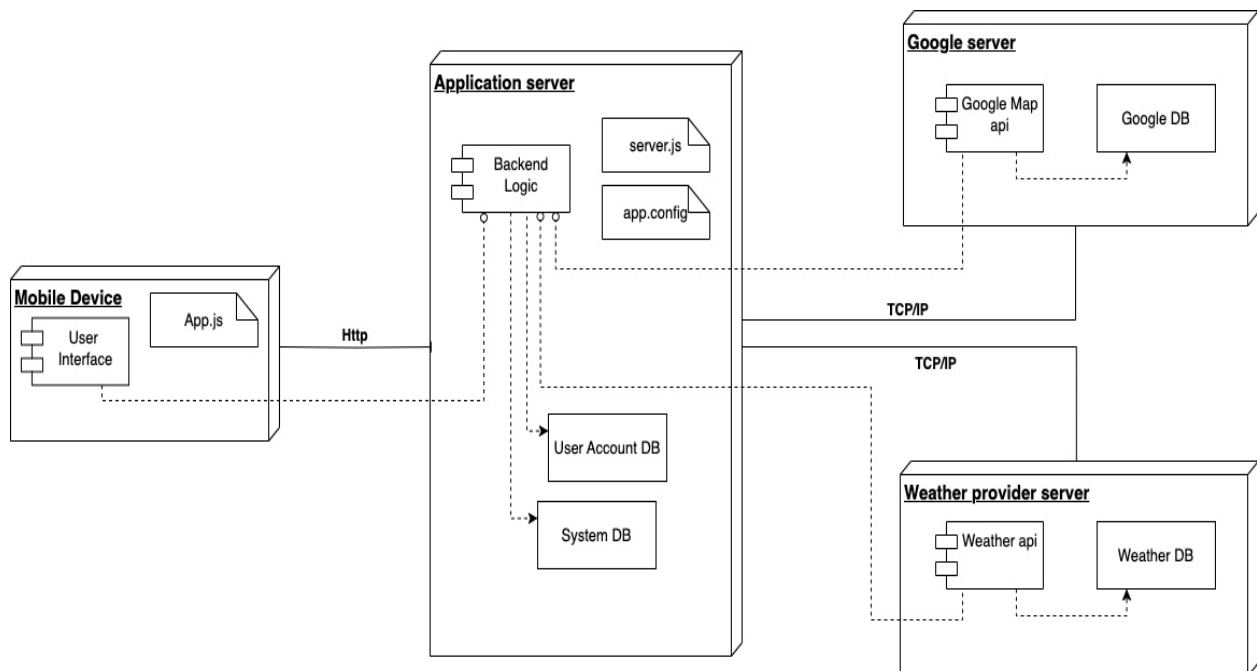 Google server
Google Map
api
Google DB
Application server
server.js
Backend
Logic
app.config
Mobile Device
App.js
User
Interface
Http
TCP/IP
TCP/IP
User Account DB
System DB
Weather provider server
Weather api
Weather DB